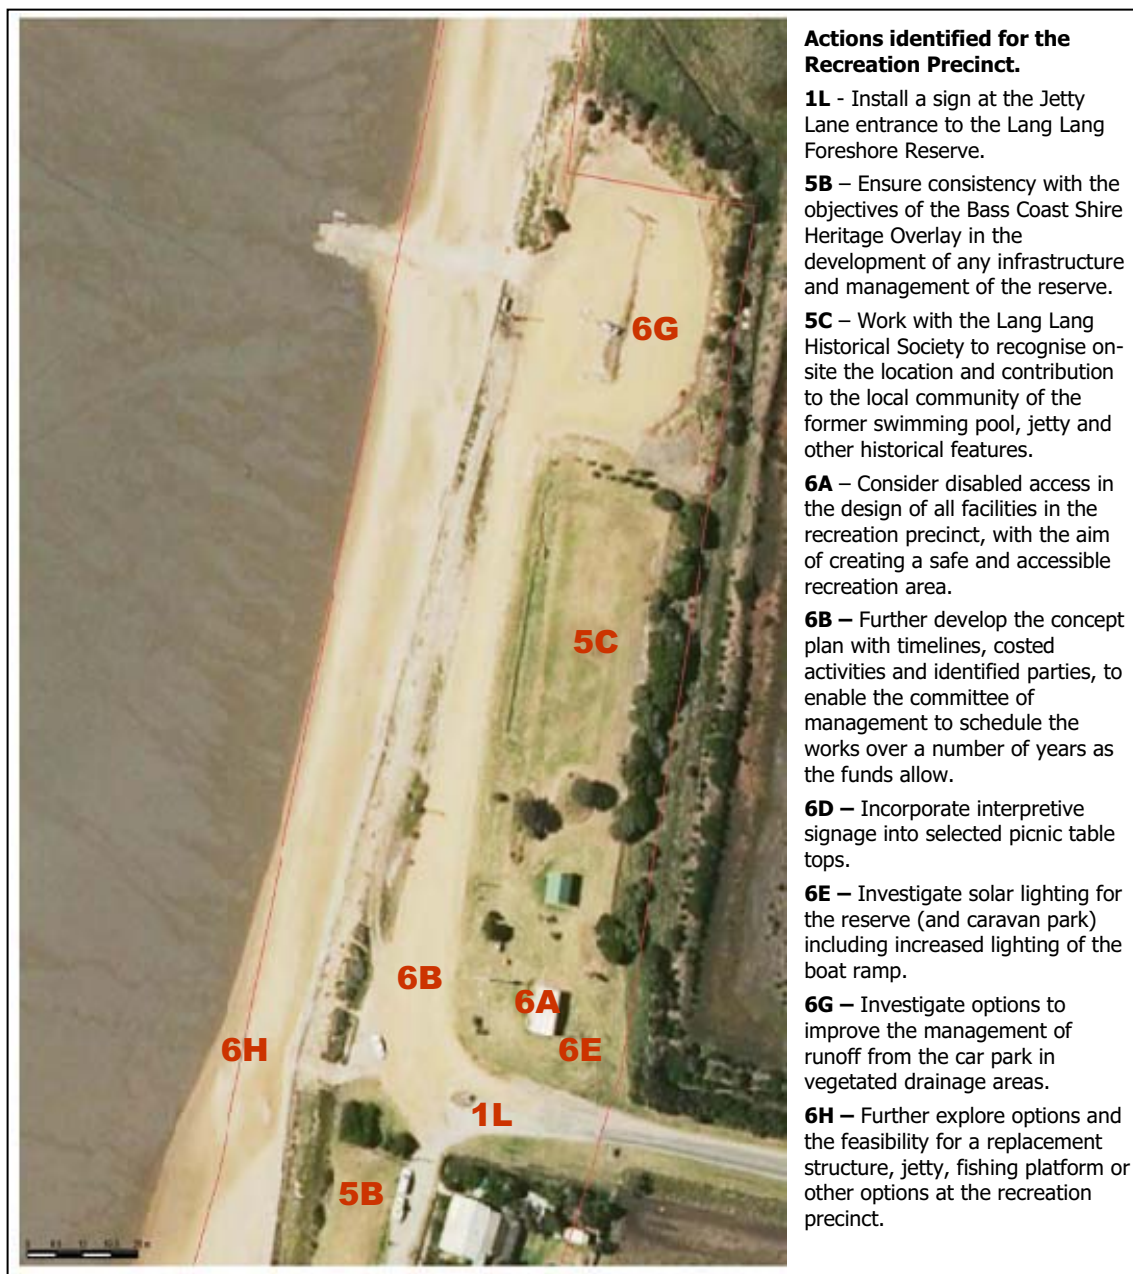 Actions identified for the
Recreation Precinct.
1L - Install a sign at the Jetty
Lane entrance to the Lang Lang
Foreshore Reserve.
5B – Ensure consistency with the
objectives of the Bass Coast Shire
Heritage Overlay in the
development of any infrastructure
and management of the reserve.
5C – Work with the Lang Lang
Historical Society to recognise on-
site the location and contribution
to the local community of the
former swimming pool, jetty and
other historical features.
6A – Consider disabled access in
the design of all facilities in the
recreation precinct, with the aim
of creating a safe and accessible
recreation area.
6B – Further develop the concept
plan with timelines, costed
activities and identified parties, to
enable the committee of
management to schedule the
works over a number of years as
the funds allow.
6D – Incorporate interpretive
signage into selected picnic table
tops.
6E – Investigate solar lighting for
the reserve (and caravan park)
including increased lighting of the
boat ramp.
6G – Investigate options to
improve the management of
runoff from the car park in
vegetated drainage areas.
6H – Further explore options and
the feasibility for a replacement
structure, jetty, fishing platform or
other options at the recreation
precinct.
6G
5C
6B
6A
6H
6E
1L
5B